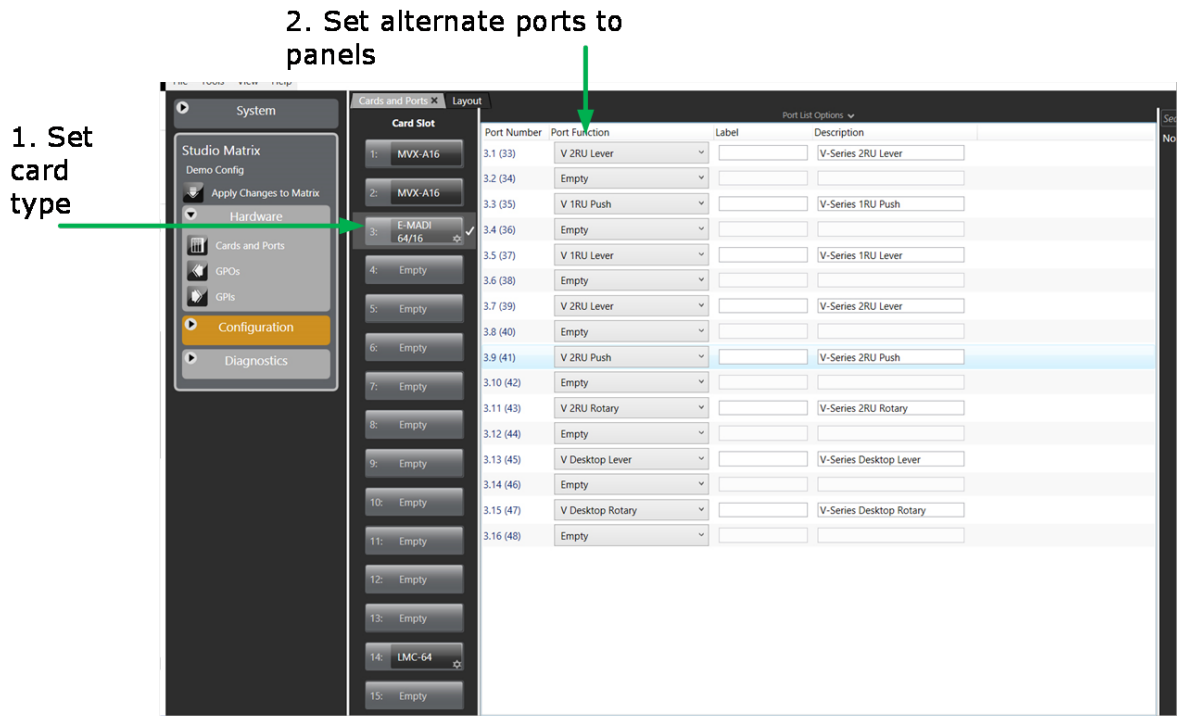 2. Set alternate ports to
panels
1. Set
card
type
File Tools View Help
System
Studio Matrix
Demo Config
Apply Changes to Matrix
Hardware
Cards and Ports
GPOs
GPIs
Configuration
Diagnostics
Cards and Ports X Layout
Card Slot
1: MVX-A16
2: MVX-A16
3: E-MADI
64/16
4: Empty
5: Empty
6: Empty
7: Empty
8: Empty
9: Empty
10: Empty
11: Empty
12: Empty
13: Empty
14: LMC-64
15: Empty
Port List Options
Port Number Port Function Label Description
3.1 (33) V 2RU Lever V-Series 2RU Lever
3.2 (34) Empty
3.3 (35) V 1RU Push V-Series 1RU Push
3.4 (36) Empty
3.5 (37) V 1RU Lever V-Series 1RU Lever
3.6 (38) Empty
3.7 (39) V 2RU Lever V-Series 2RU Lever
3.8 (40) Empty
3.9 (41) V 2RU Push V-Series 2RU Push
3.10 (42) Empty
3.11 (43) V 2RU Rotary V-Series 2RU Rotary
3.12 (44) Empty
3.13 (45) V Desktop Lever V-Series Desktop Lever
3.14 (46) Empty
3.15 (47) V Desktop Rotary V-Series Desktop Rotary
3.16 (48) Empty
No